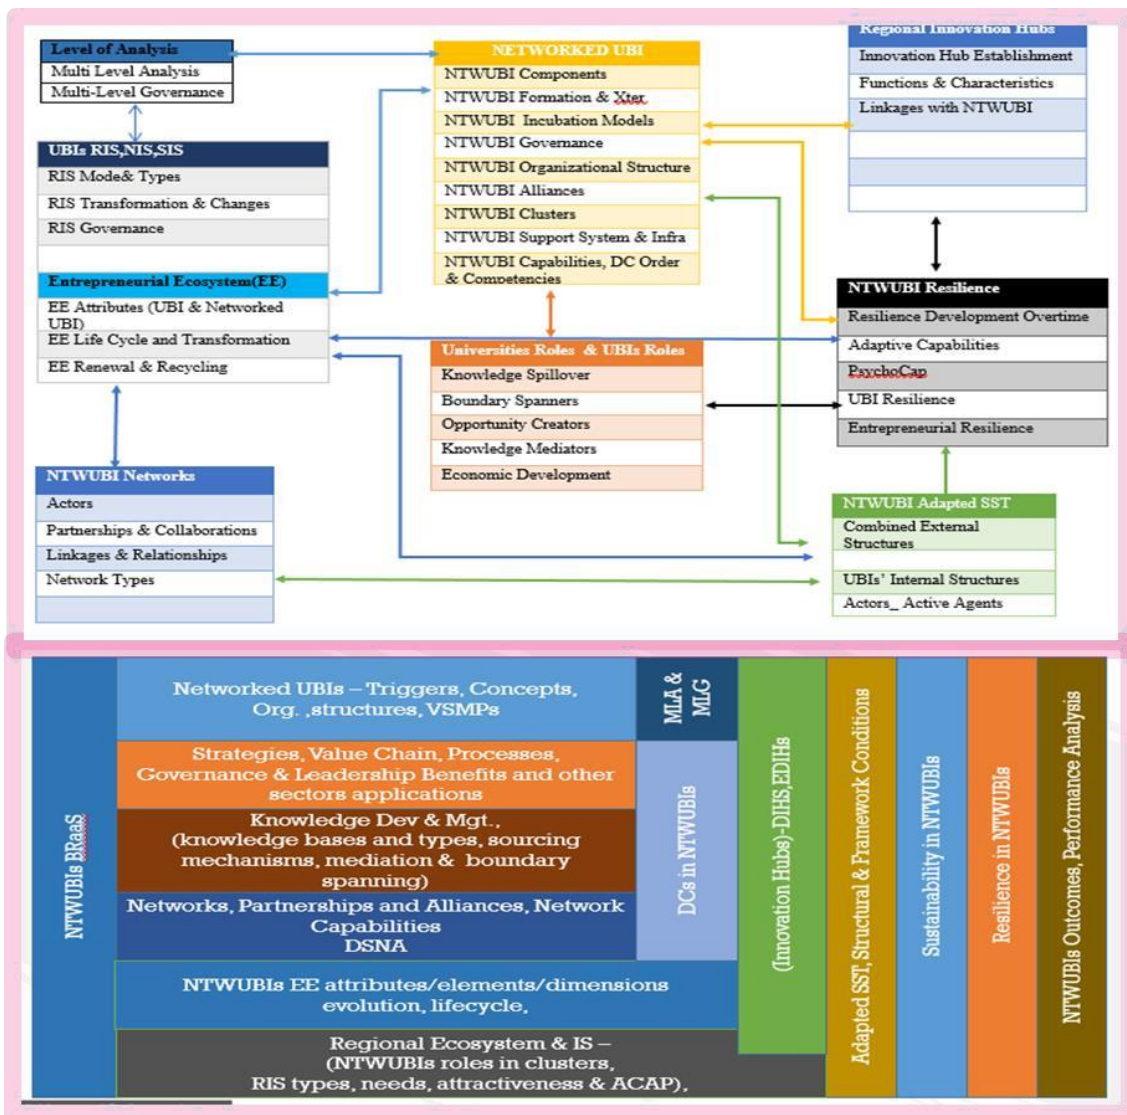 Level of Analysis
Multi Level Analysis
Multi-Level Governance
UBIs RIS,NIS,SIS
RIS Mode& Types
RIS Transformation & Changes
RIS Governance
Entrepreneurial Ecosystem(EE)
EE Attributes (UBI & Networked
UBI)
EE Life Cycle and Transformation
EE Renewal & Recycling
NTWUBI Networks
Actors
Partnerships & Collaborations
Linkages & Relationships
Network Types
NETWORKED UBI
NTWUBI Components
NTWUBI Formation & Xter
NTWUBI Incubation Models
NTWUBI Governance
NTWUBI Organizational Structure
NTWUBI Alliances
NTWUBI Clusters
NTWUBI Support System & Infra
NTWUBI Capabilities, DC Order
& Competencies
Universities Roles & UBIs Roles
Knowledge Spillover
Boundary Spanners
Opportunity Creators
Knowledge Mediators
Economic Development
Regional Innovation Hubs
Innovation Hub Establishment
Functions & Characteristics
Linkages with NTWUBI
NTWUBI Resilience
Resilience Development Overtime
Adaptive Capabilities
PsychoCap
UBI Resilience
Entrepreneurial Resilience
NTWUBI Adapted SST
Combined External
Structures
UBIs' Internal Structures
Actors_ Active Agents
NTWUBIs BRaaS
Networked UBIs – Triggers, Concepts,
Org. ,structures, VSMPs
Strategies, Value Chain, Processes,
Governance & Leadership Benefits and other
sectors applications
Knowledge Dev & Mgt.,
(knowledge bases and types, sourcing
mechanisms, mediation & boundary
spanning)
Networks, Partnerships and Alliances, Network
Capabilities
DSNA
NTWUBIs EE attributes/elements/dimensions
evolution, lifecycle,
Regional Ecosystem & IS –
(NTWUBIs roles in clusters,
RIS types, needs, attractiveness & ACAP),
MLA &
MLG
DCs in NTWUBIs
(Innovation Hubs)-DIHS,EDIHs
Adapted SST, Structural & Framework Conditions
Sustainability in NTWUBIs
Resilience in NTWUBIs
NTWUBIs Outcomes, Performance Analysis